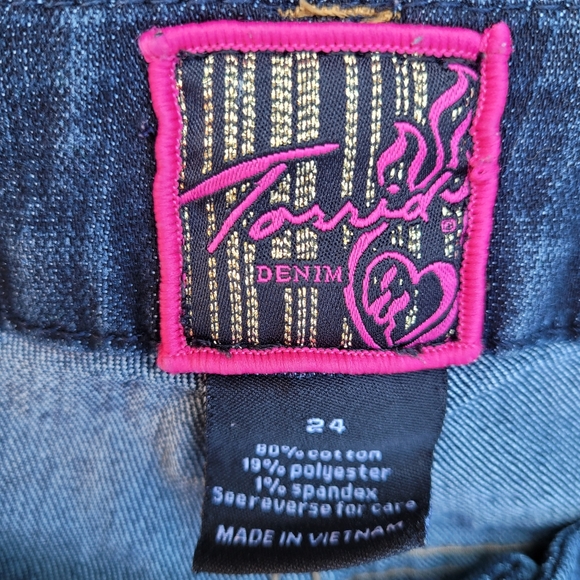 Torrid
DENIM
24
80% cotton
19% polyester
1% spandex
See reverse for care
MADE IN VIETNAM